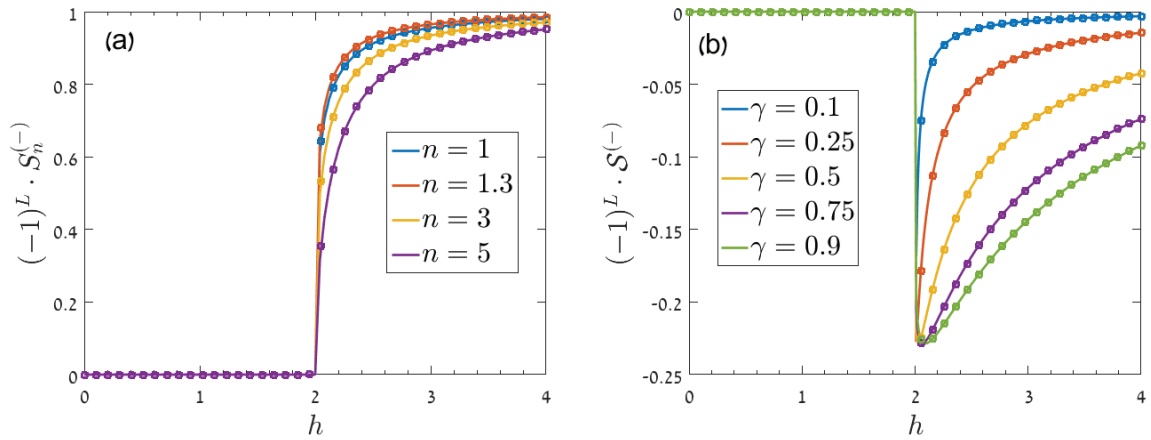 (a)
(−1)^L · S_n^(−)
1
0.8
0.6
0.4
0.2
0
n = 1
n = 1.3
n = 3
n = 5
0 1 2 3 4
h
(b)
(−1)^L · 𝒮^(−)
0
-0.05
-0.1
-0.15
-0.2
-0.25
γ = 0.1
γ = 0.25
γ = 0.5
γ = 0.75
γ = 0.9
0 1 2 3 4
h